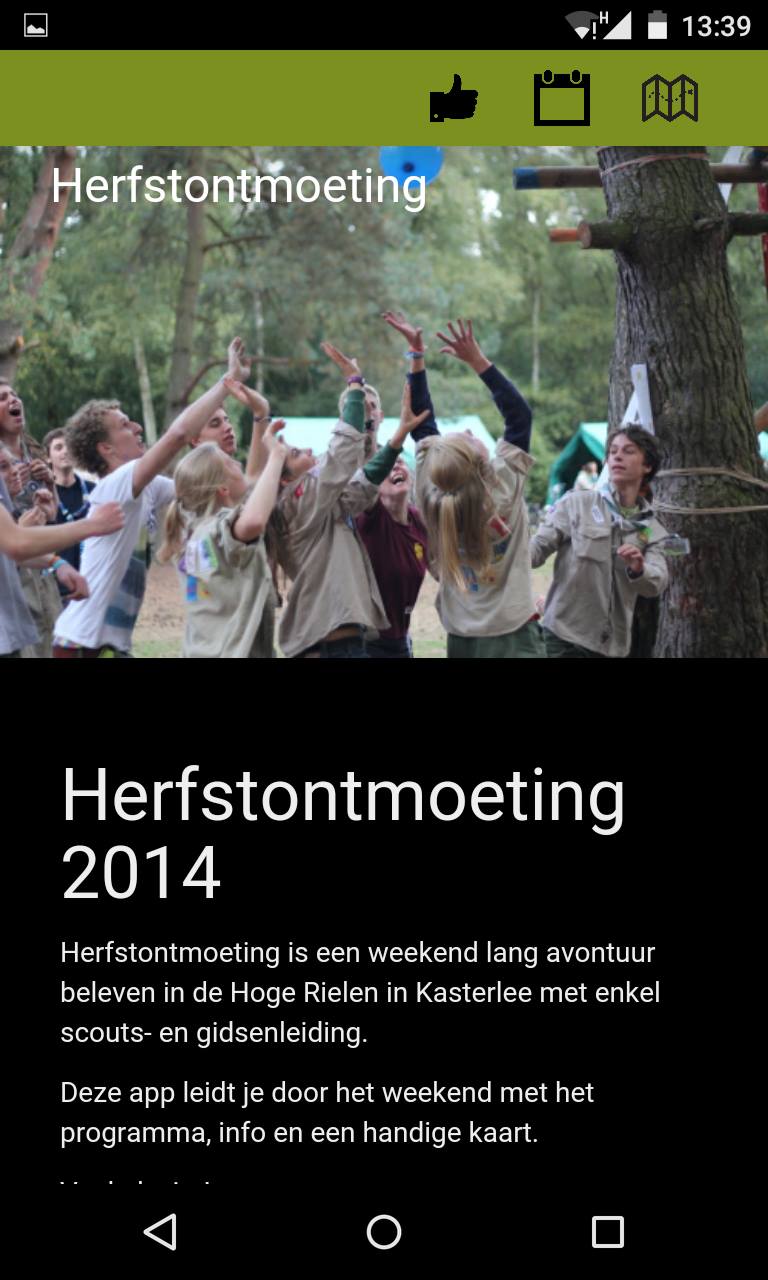 13:39
Herfstontmoeting
Herfstontmoeting
2014
Herfstontmoeting is een weekend lang avontuur
beleven in de Hoge Rielen in Kasterlee met enkel
scouts- en gidsenleiding.
Deze app leidt je door het weekend met het
programma, info en een handige kaart.